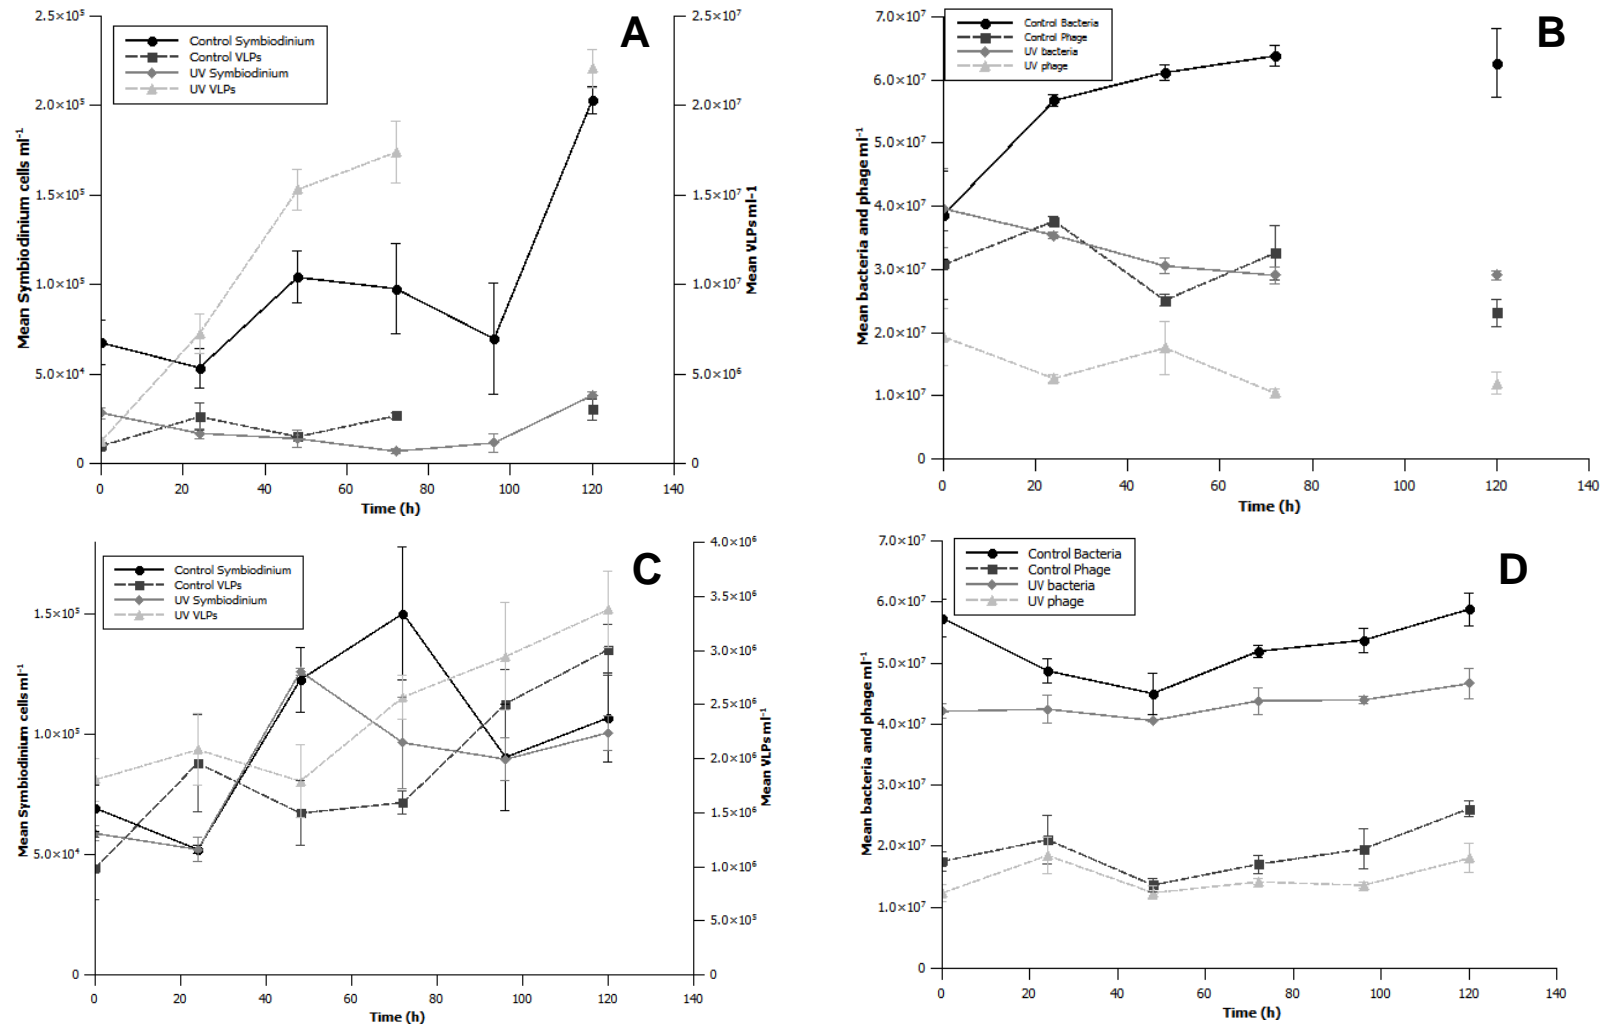 A
Control Symbiodinium
Control VLPs
UV Symbiodinium
UV VLPs
2.5×10⁵
2.0×10⁵
1.5×10⁵
1.0×10⁵
5.0×10⁴
0
Mean Symbiodinium cells ml⁻¹
2.5×10⁷
2.0×10⁷
1.5×10⁷
1.0×10⁷
5.0×10⁶
0
Mean VLPs ml-1
0 20 40 60 80 100 120 140
Time (h)
B
Control Bacteria
Control Phage
UV bacteria
UV phage
7.0×10⁷
6.0×10⁷
5.0×10⁷
4.0×10⁷
3.0×10⁷
2.0×10⁷
1.0×10⁷
0
Mean bacteria and phage ml⁻¹
0 20 40 60 80 100 120 140
Time (h)
C
Control Symbiodinium
Control VLPs
UV Symbiodinium
UV VLPs
1.5×10⁵
1.0×10⁵
5.0×10⁴
0
Mean Symbiodinium cells ml⁻¹
4.0×10⁶
3.5×10⁶
3.0×10⁶
2.5×10⁶
2.0×10⁶
1.5×10⁶
1.0×10⁶
5.0×10⁵
0
Mean VLPs ml⁻¹
0 20 40 60 80 100 120 140
Time (h)
D
Control Bacteria
Control Phage
UV bacteria
UV phage
7.0×10⁷
6.0×10⁷
5.0×10⁷
4.0×10⁷
3.0×10⁷
2.0×10⁷
1.0×10⁷
0
Mean bacteria and phage ml⁻¹
0 20 40 60 80 100 120 140
Time (h)